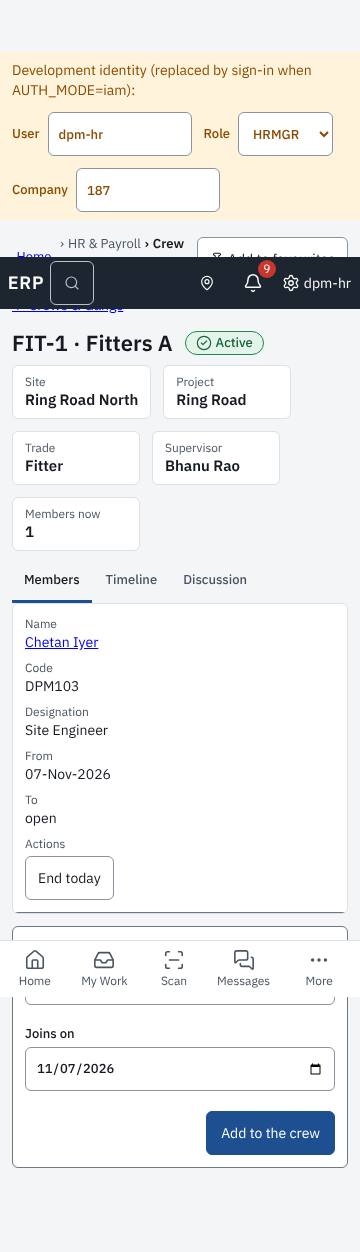 Development identity (replaced by sign-in when
AUTH_MODE=iam):
User dpm-hr Role HRMGR
Company 187
Home › HR & Payroll › Crew
ERP 9 dpm-hr
FIT-1 · Fitters A Active
Site
Ring Road North
Project
Ring Road
Trade
Fitter
Supervisor
Bhanu Rao
Members now
1
Members Timeline Discussion
Name
Chetan Iyer
Code
DPM103
Designation
Site Engineer
From
07-Nov-2026
To
open
Actions
End today
Home My Work Scan Messages More
Joins on
11/07/2026
Add to the crew